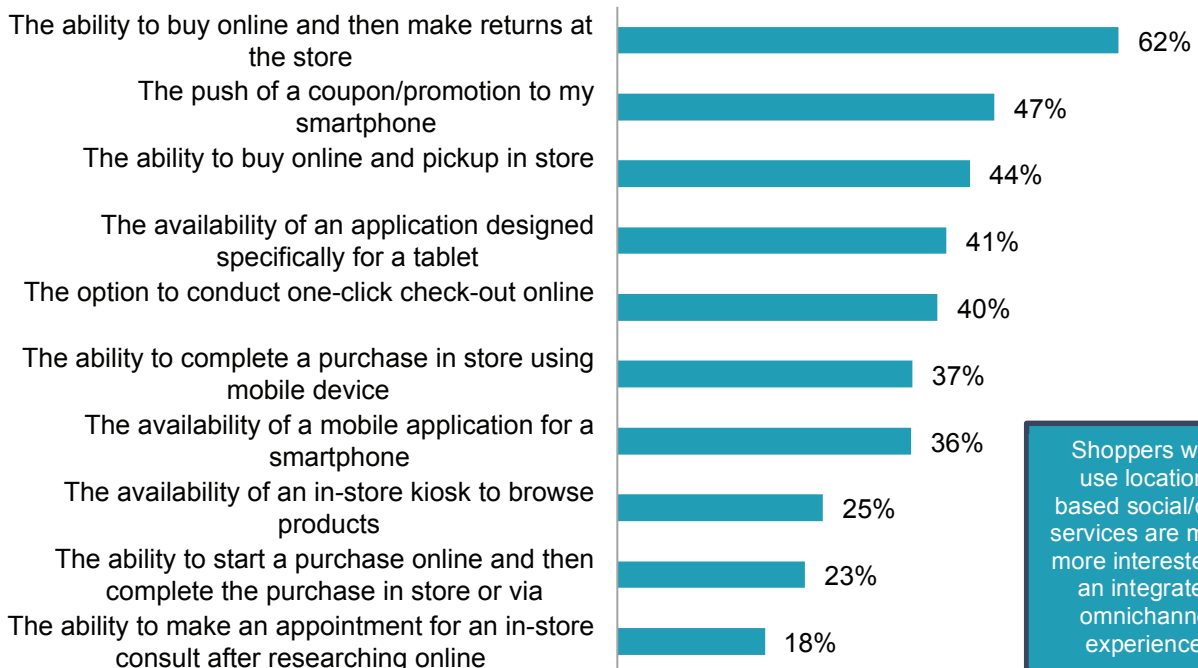 The ability to buy online and then make returns at
the store
62%
The push of a coupon/promotion to my
smartphone
47%
The ability to buy online and pickup in store
44%
The availability of an application designed
specifically for a tablet
41%
The option to conduct one-click check-out online
40%
The ability to complete a purchase in store using
mobile device
37%
The availability of a mobile application for a
smartphone
36%
The availability of an in-store kiosk to browse
products
25%
The ability to start a purchase online and then
complete the purchase in store or via
23%
The ability to make an appointment for an in-store
consult after researching online
18%
Shoppers
use location
based social/
services are
more
an
experience